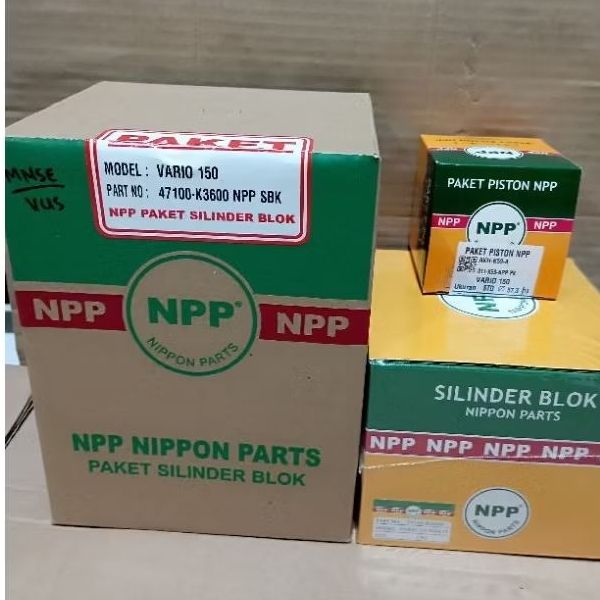 PAKET
MODEL : VARIO 150
PART NO : 47100-K3600 NPP SBK
NPP PAKET SILINDER BLOK
MNSE
VUS
NPP
NPP
NPP
NIPPON PARTS
NPP NIPPON PARTS
PAKET SILINDER BLOK
NPP
PAKET PISTON NPP
NPP
NPP
NPP
PAKET PISTON NPP
VARIO 150
NPP
SILINDER BLOK
NIPPON PARTS
NPP NPP NPP NPP
NPP
NIPPON PARTS